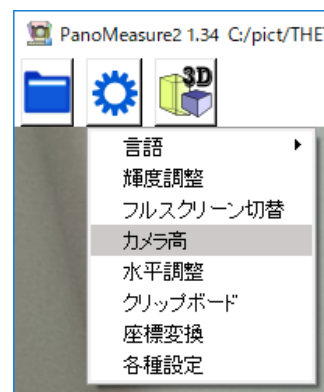 PanoMeasure2 1.34 C:/pict/THE
3D
言語
輝度調整
フルスクリーン切替
カメラ高
水平調整
クリップボード
座標変換
各種設定